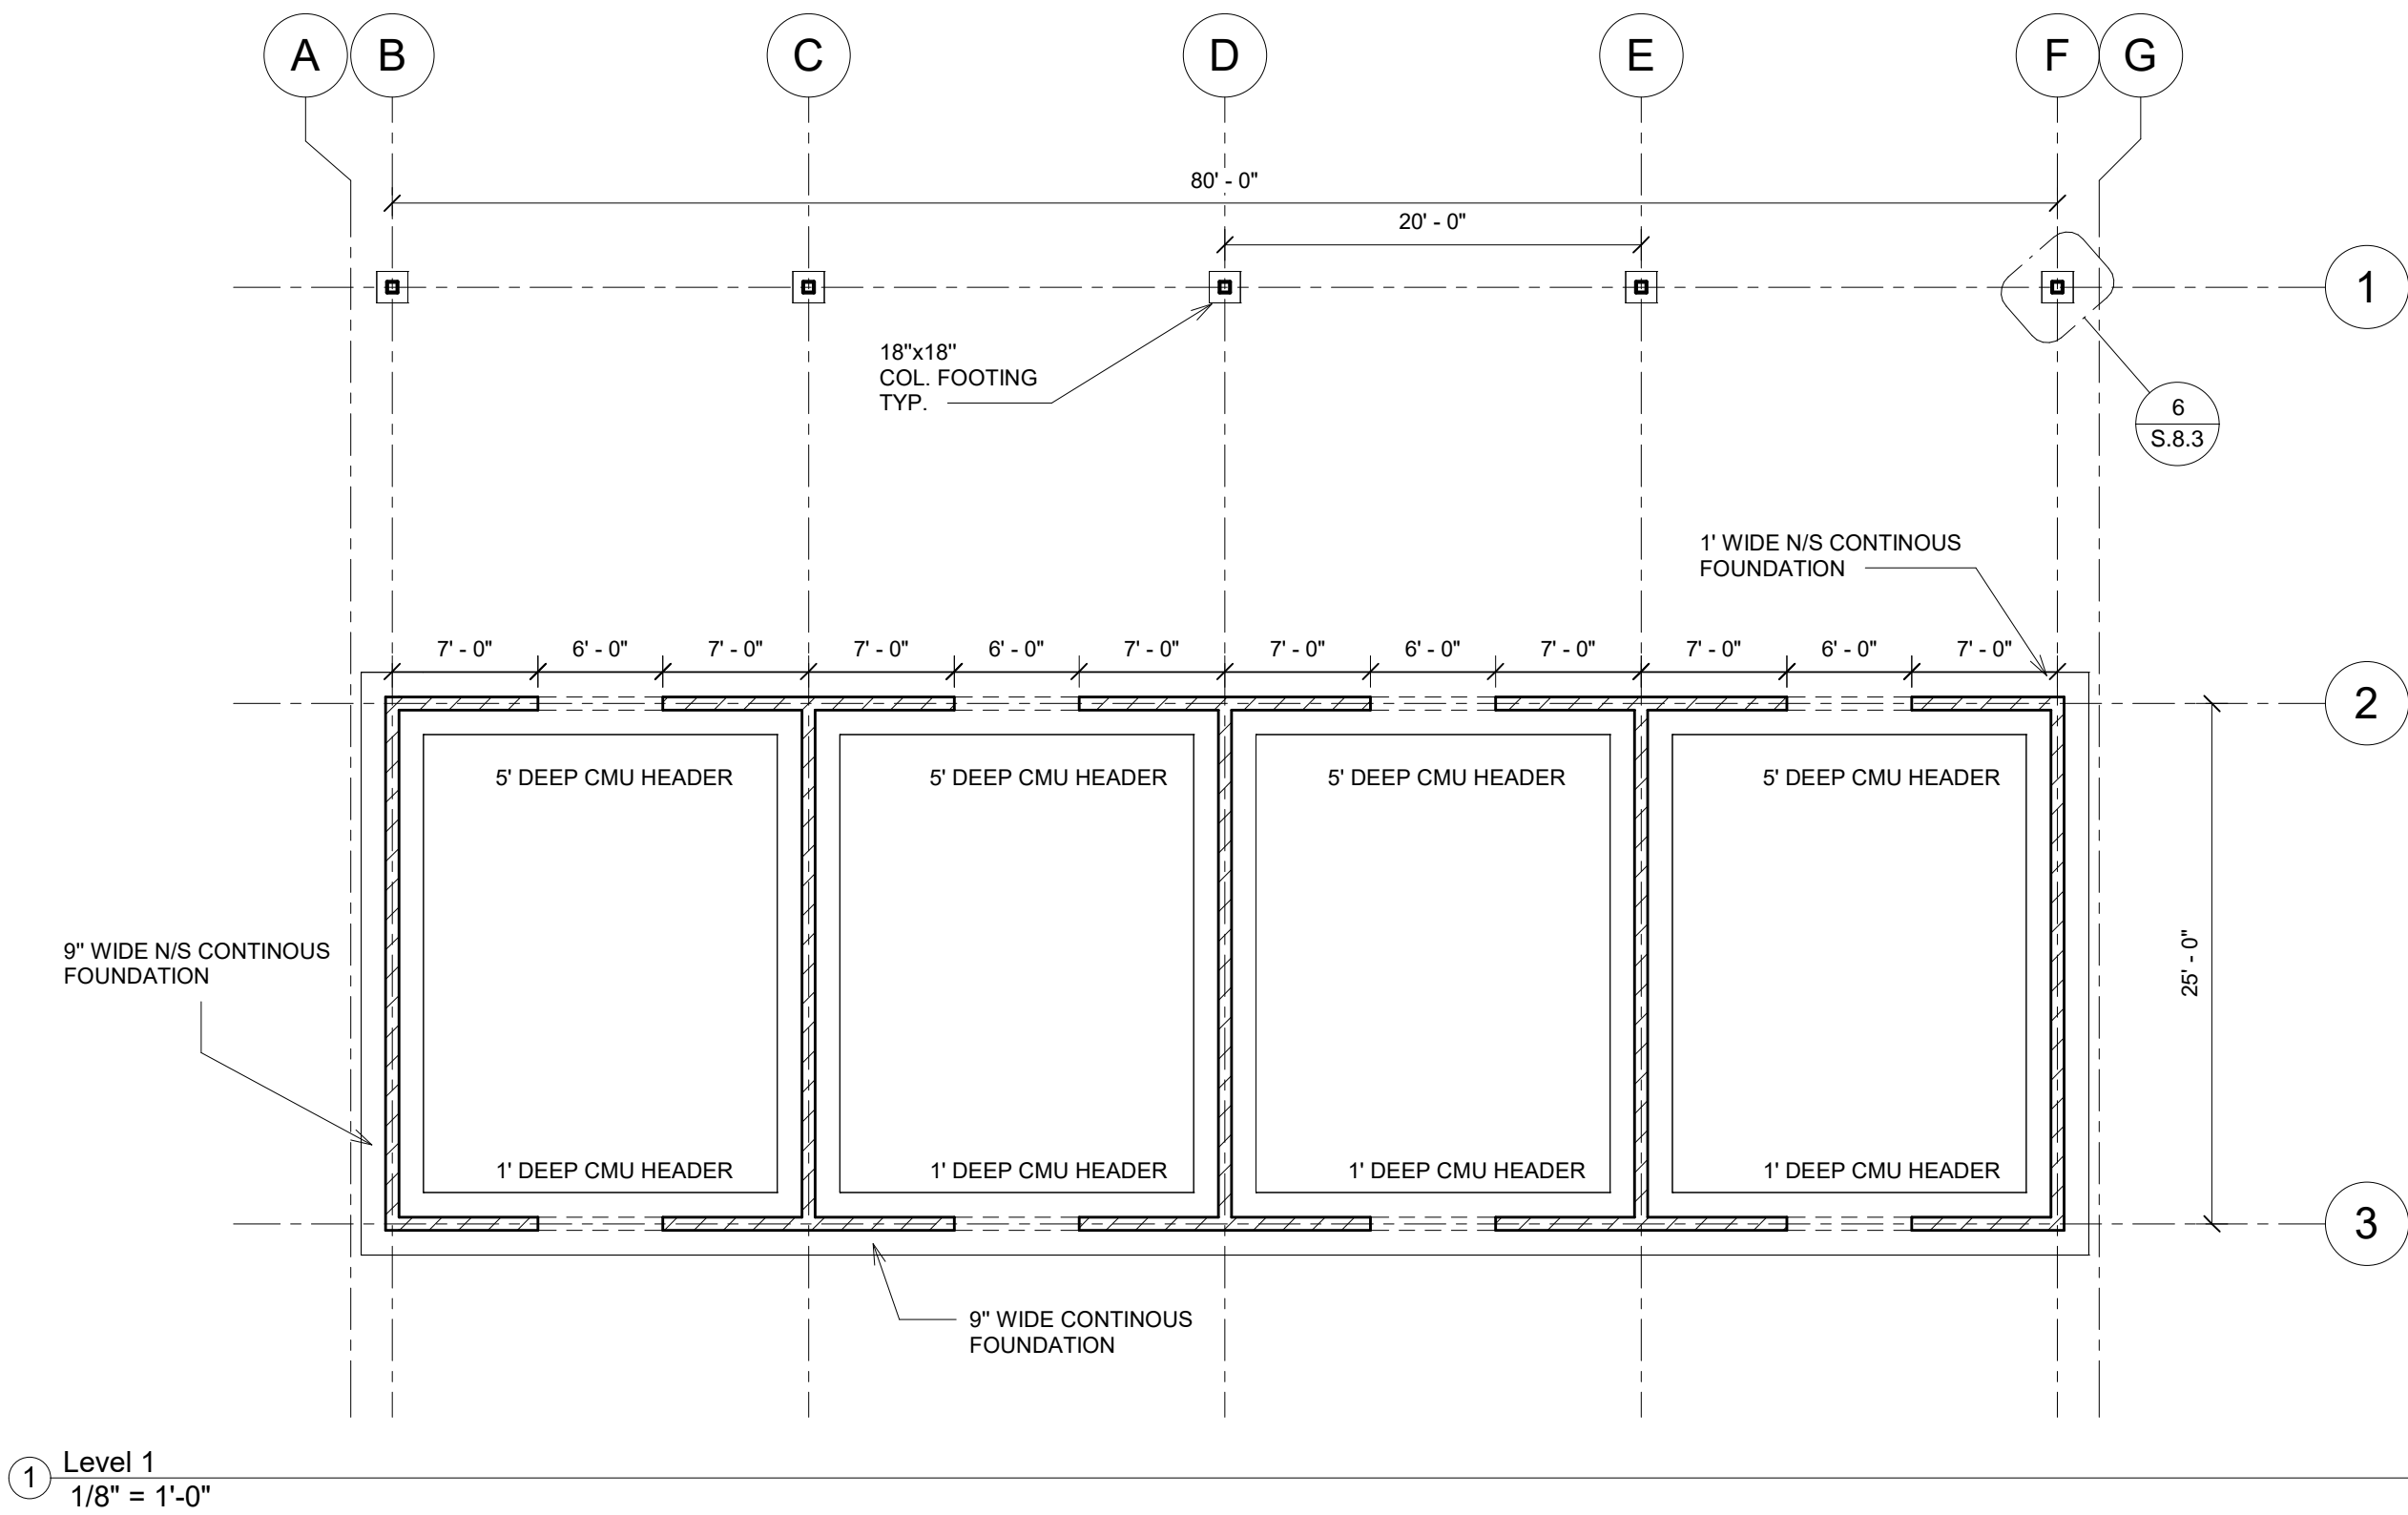 A B C D E F G
80' - 0"
20' - 0"
1
18"x18"
COL. FOOTING
TYP.
6
S.8.3
1' WIDE N/S CONTINOUS
FOUNDATION
7' - 0" 6' - 0" 7' - 0" 7' - 0" 6' - 0" 7' - 0" 7' - 0" 6' - 0" 7' - 0" 7' - 0" 6' - 0" 7' - 0"
2
5' DEEP CMU HEADER 5' DEEP CMU HEADER 5' DEEP CMU HEADER 5' DEEP CMU HEADER
9" WIDE N/S CONTINOUS
FOUNDATION
25' - 0"
1' DEEP CMU HEADER 1' DEEP CMU HEADER 1' DEEP CMU HEADER 1' DEEP CMU HEADER
3
9" WIDE CONTINOUS
FOUNDATION
1 Level 1
1/8" = 1'-0"